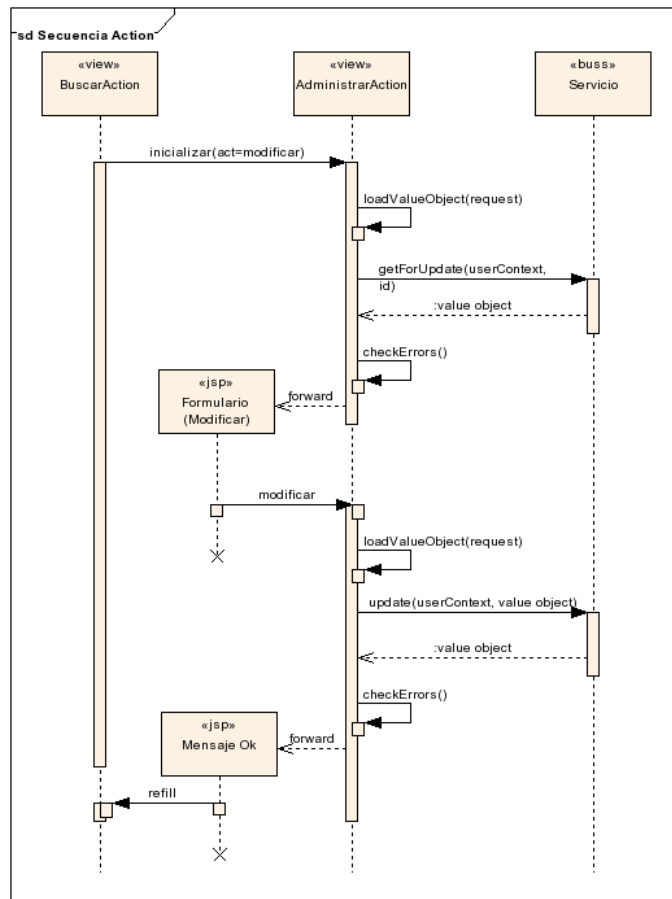 sd Secuencia Action
«view»
BuscarAction
«view»
AdministrarAction
«buss»
Servicio
inicializar(act=modificar)
loadValueObject(request)
getForUpdate(userContext,
id)
:value object
checkErrors()
«jsp»
Formulario
(Modificar)
forward
modificar
loadValueObject(request)
update(userContext, value object)
:value object
checkErrors()
«jsp»
Mensaje Ok
forward
refill